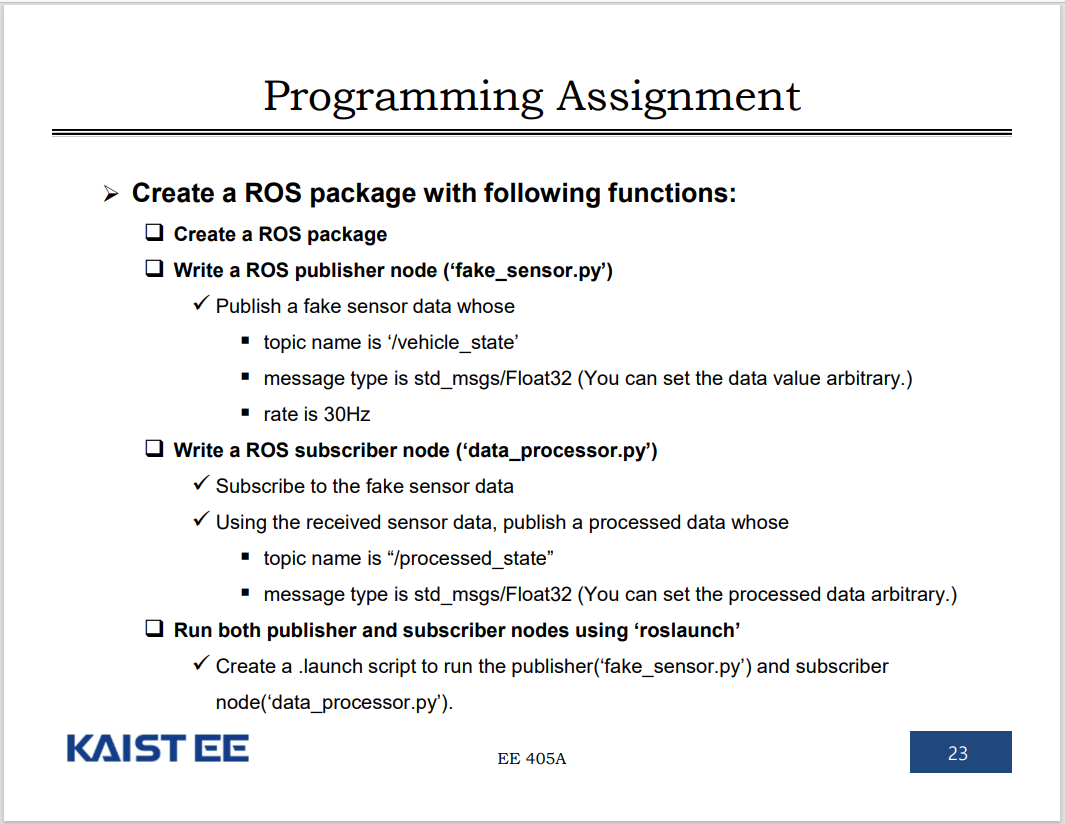 Programming Assignment
➢ Create a ROS package with following functions:
❑ Create a ROS package
❑ Write a ROS publisher node (‘fake_sensor.py’)
✓ Publish a fake sensor data whose
▪ topic name is ‘/vehicle_state’
▪ message type is std_msgs/Float32 (You can set the data value arbitrary.)
▪ rate is 30Hz
❑ Write a ROS subscriber node (‘data_processor.py’)
✓ Subscribe to the fake sensor data
✓ Using the received sensor data, publish a processed data whose
▪ topic name is “/processed_state”
▪ message type is std_msgs/Float32 (You can set the processed data arbitrary.)
❑ Run both publisher and subscriber nodes using ‘roslaunch’
✓ Create a .launch script to run the publisher(‘fake_sensor.py’) and subscriber
node(‘data_processor.py’).
KAIST EE
EE 405A
23